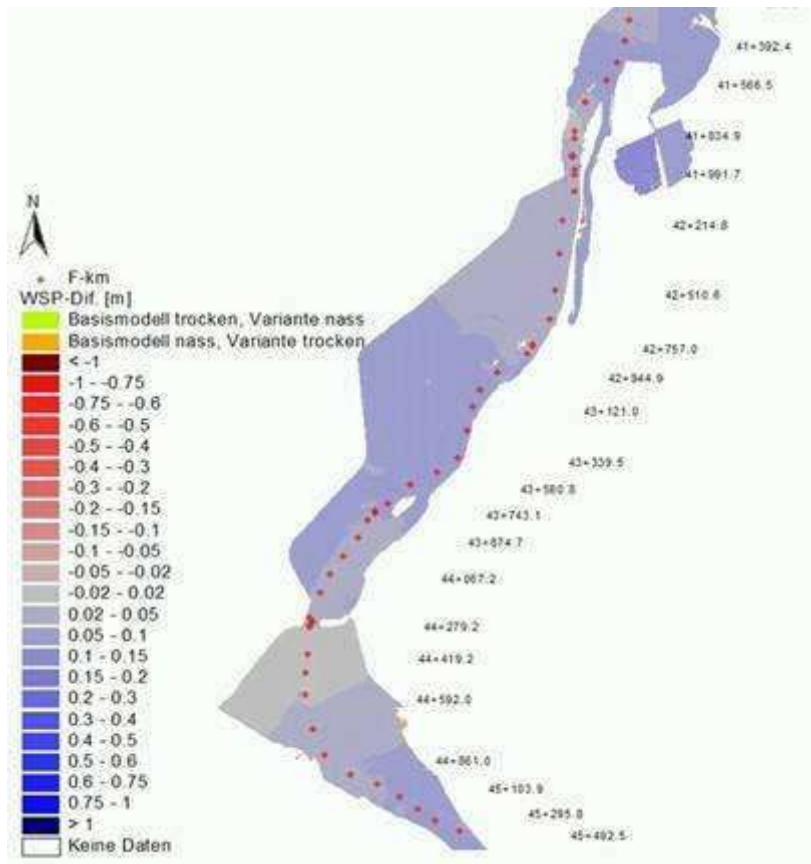 41+392.4
41+566.5
41+834.9
41+991.7
42+214.8
42+510.6
42+757.0
42+944.9
43+121.0
43+339.5
43+580.8
43+743.1
43+874.7
44+067.2
44+279.2
44+419.2
44+592.0
44+861.0
45+103.9
45+295.8
45+492.5
N
F-km
WSP-Dif. [m]
Basismodell trocken, Variante nass
Basismodell nass, Variante trocken
< -1
-1 - -0.75
-0.75 - -0.6
-0.6 - -0.5
-0.5 - -0.4
-0.4 - -0.3
-0.3 - -0.2
-0.2 - -0.15
-0.15 - -0.1
-0.1 - -0.05
-0.05 - -0.02
-0.02 - 0.02
0.02 - 0.05
0.05 - 0.1
0.1 - 0.15
0.15 - 0.2
0.2 - 0.3
0.3 - 0.4
0.4 - 0.5
0.5 - 0.6
0.6 - 0.75
0.75 - 1
> 1
Keine Daten